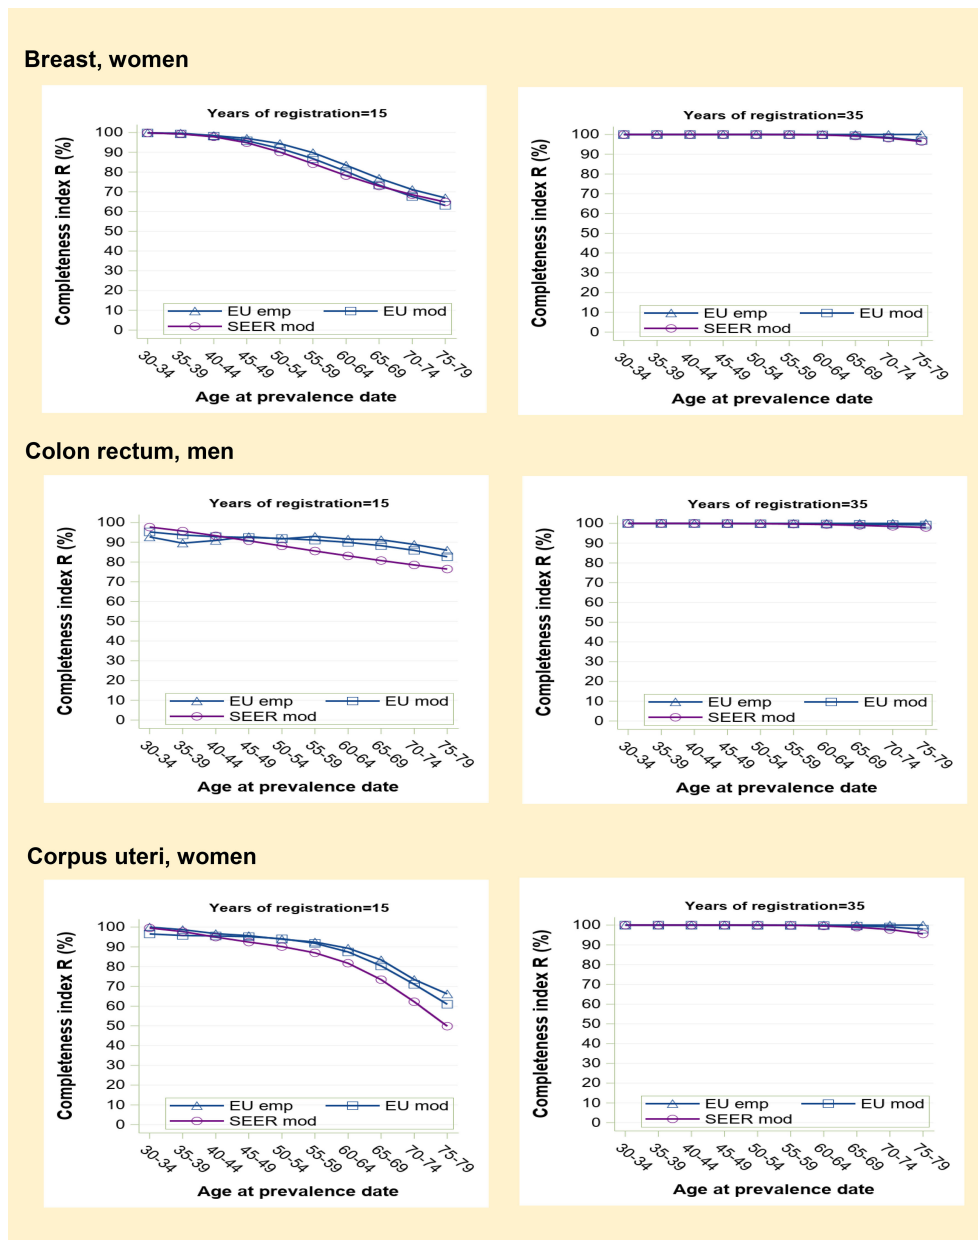 Breast, women
Years of registration=15
Completeness index R (%)
100
90
80
70
60
50
40
30
20
10
0
EU emp EU mod
SEER mod
30-34 35-39 40-44 45-49 50-54 55-59 60-64 65-69 70-74 75-79
Age at prevalence date
Years of registration=35
Completeness index R (%)
100
90
80
70
60
50
40
30
20
10
0
EU emp EU mod
SEER mod
30-34 35-39 40-44 45-49 50-54 55-59 60-64 65-69 70-74 75-79
Age at prevalence date
Colon rectum, men
Years of registration=15
Completeness index R (%)
100
90
80
70
60
50
40
30
20
10
0
EU emp EU mod
SEER mod
30-34 35-39 40-44 45-49 50-54 55-59 60-64 65-69 70-74 75-79
Age at prevalence date
Years of registration=35
Completeness index R (%)
100
90
80
70
60
50
40
30
20
10
0
EU emp EU mod
SEER mod
30-34 35-39 40-44 45-49 50-54 55-59 60-64 65-69 70-74 75-79
Age at prevalence date
Corpus uteri, women
Years of registration=15
Completeness index R (%)
100
90
80
70
60
50
40
30
20
10
0
EU emp EU mod
SEER mod
30-34 35-39 40-44 45-49 50-54 55-59 60-64 65-69 70-74 75-79
Age at prevalence date
Years of registration=35
Completeness index R (%)
100
90
80
70
60
50
40
30
20
10
0
EU emp EU mod
SEER mod
30-34 35-39 40-44 45-49 50-54 55-59 60-64 65-69 70-74 75-79
Age at prevalence date